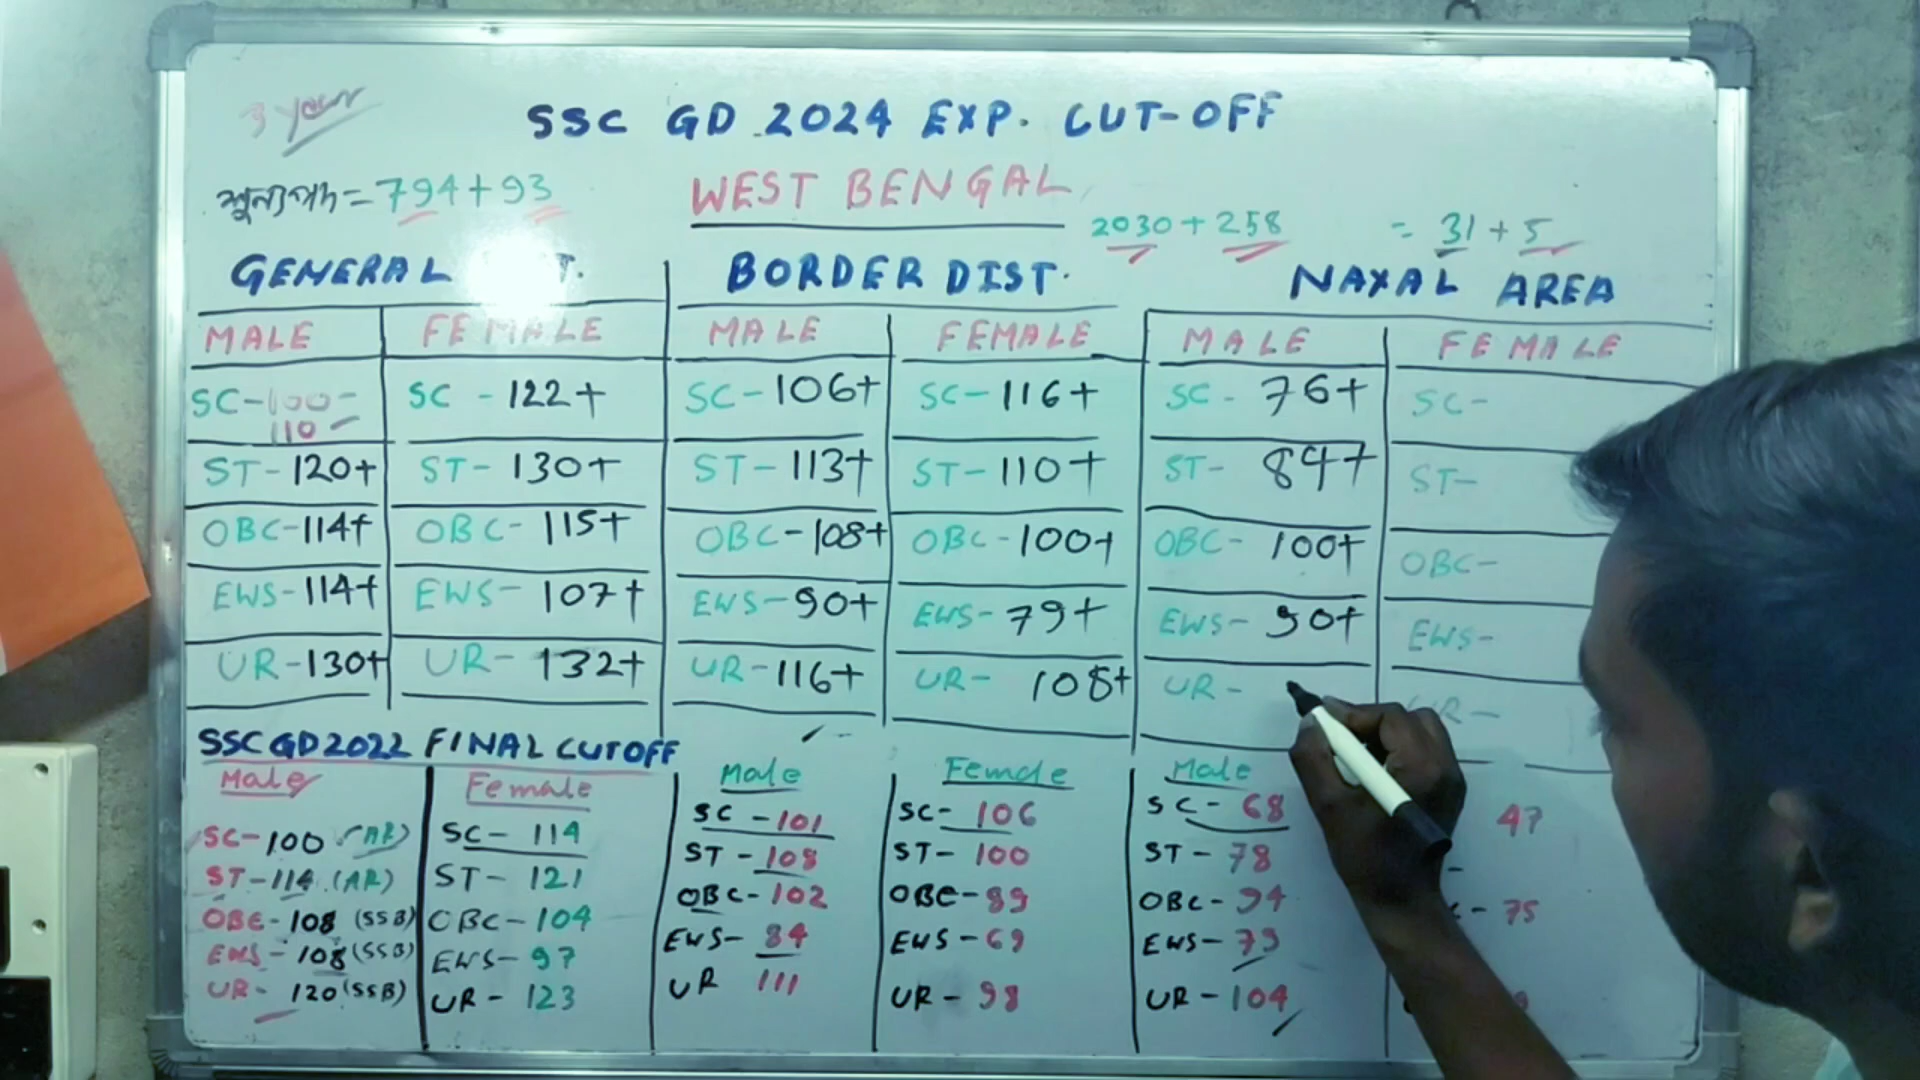 3 year
SSC GD 2024 EXP. CUT-OFF
শূন্যপদ = 794 + 93
WEST BENGAL
2030 + 258
= 31 + 5
GENERAL
BORDER DIST.
NAXAL AREA
MALE FEMALE MALE FEMALE MALE FEMALE
SC- 100- SC - 122+ SC- 106+ SC- 116+ SC- 76+ SC-
110 -
ST- 120+ ST- 130+ ST- 113+ ST- 110+ ST- 84+ ST-
OBC- 114+ OBC- 115+ OBC- 108+ OBC- 100+ OBC- 100+ OBC-
EWS- 114+ EWS- 107+ EWS- 90+ EWS- 79+ EWS- 90+ EWS-
UR- 130+ UR- 132+ UR- 116+ UR- 108+ UR-
SSC GD 2022 FINAL CUTOFF
Male Female Male Female Male
SC- 100 (AR) SC- 114 SC - 101 SC- 106 SC- 68 47
ST- 114 (AR) ST- 121 ST - 108 ST- 100 ST- 78
OBC- 108 (SSB) OBC- 104 OBC- 102 OBC- 89 OBC- 94 - 75
EWS- 108 (SSB) EWS- 97 EWS- 84 EWS- 69 EWS-
UR- 120 (SSB) UR- 123 UR 111 UR- 98 UR- 104